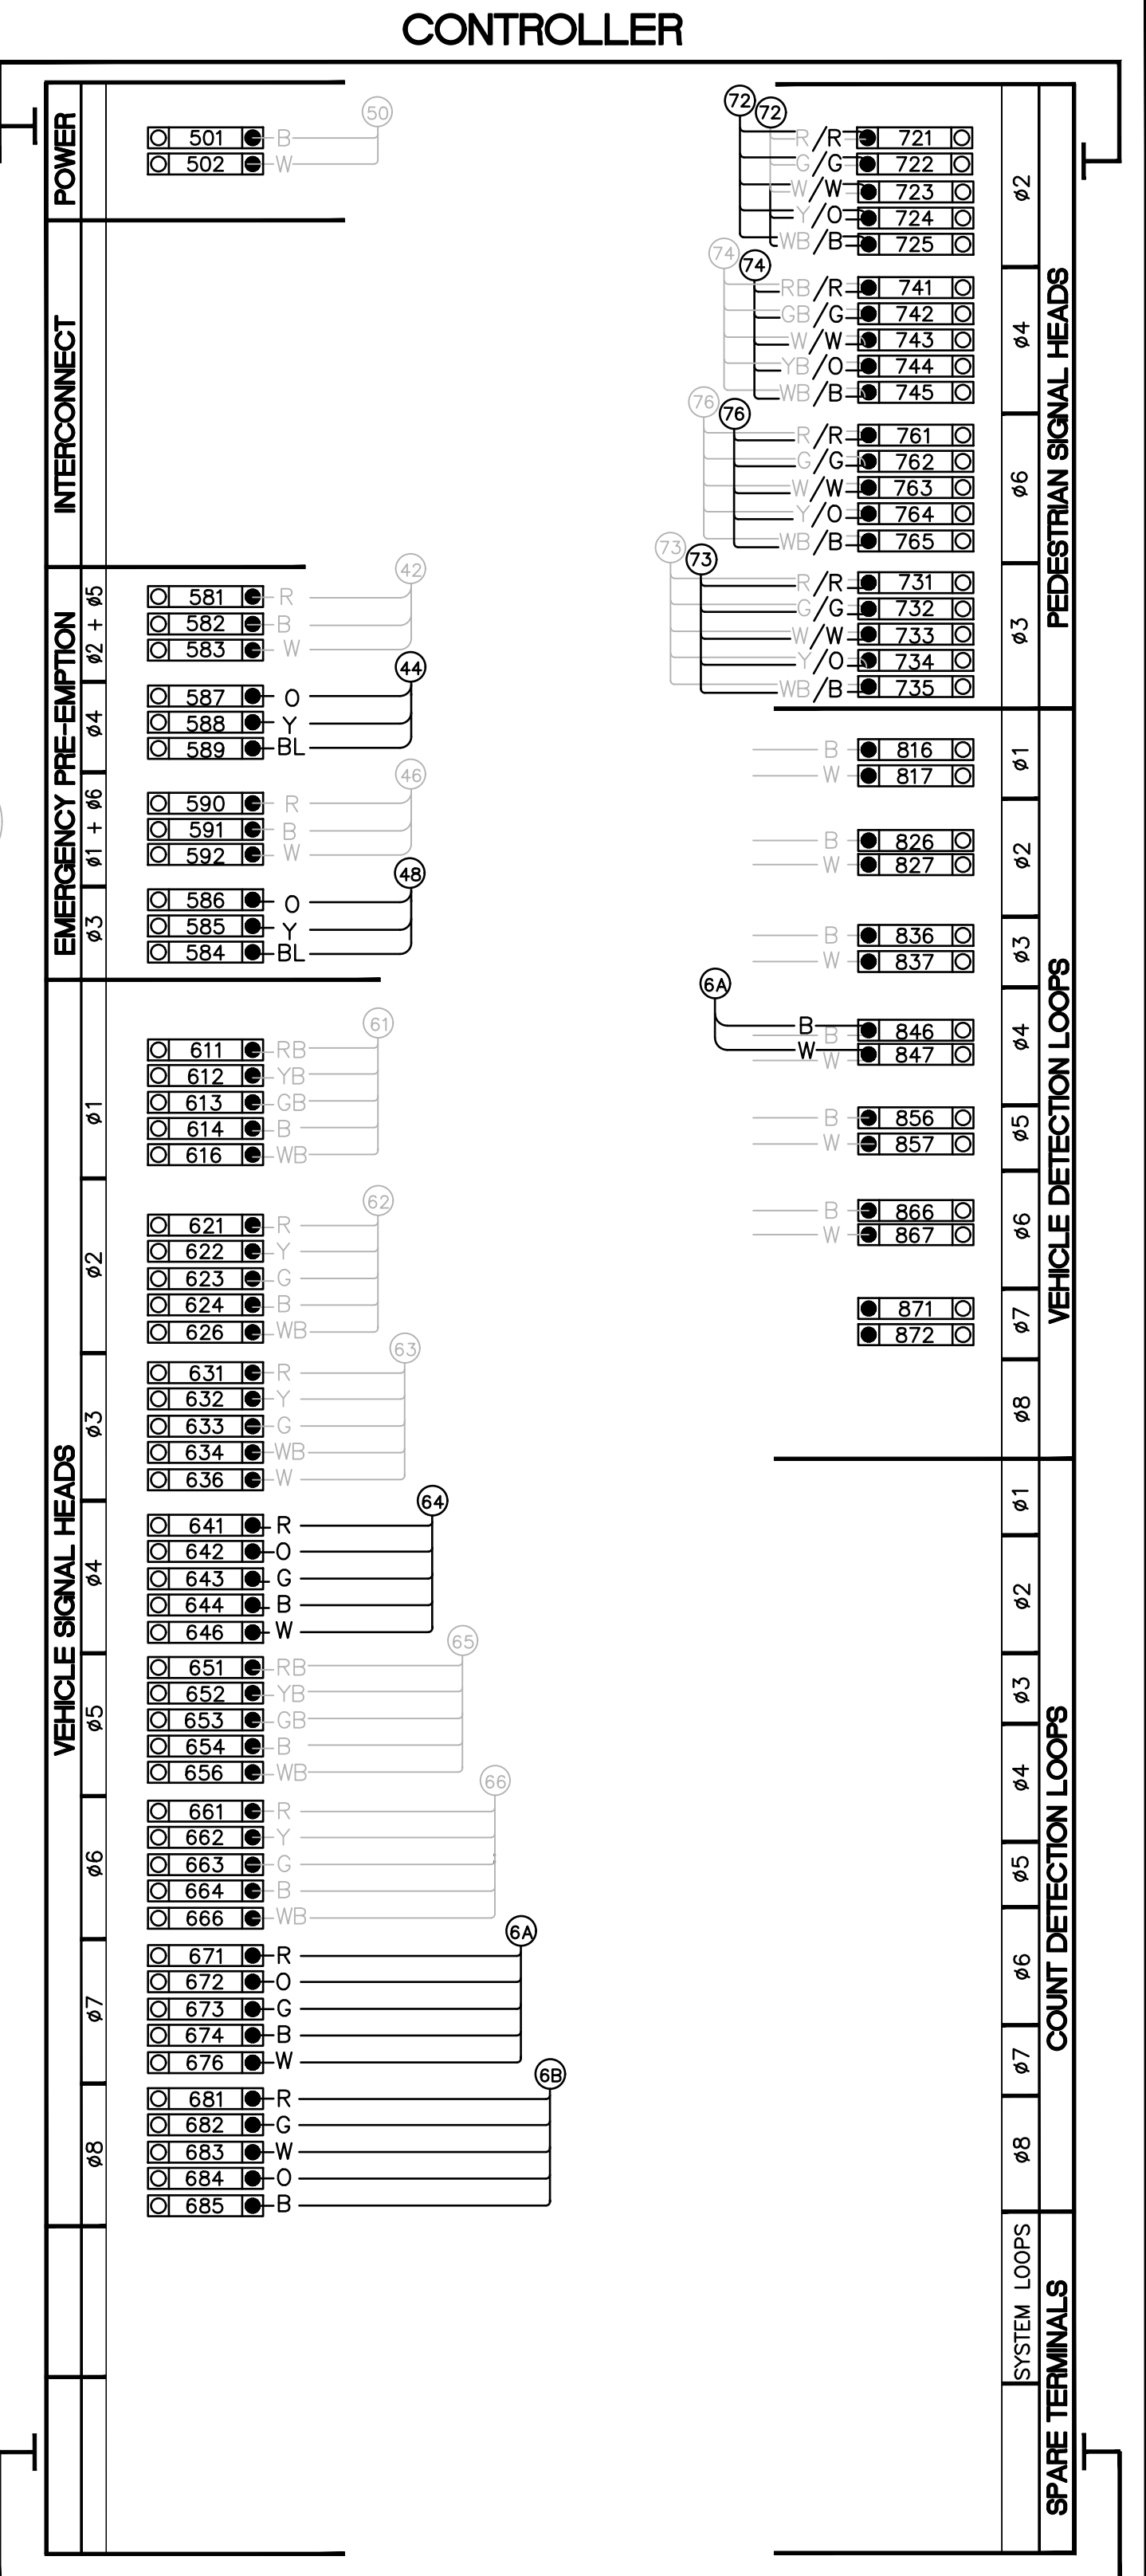 CONTROLLER
POWER
50
501 B
502 W
INTERCONNECT
EMERGENCY PRE-EMPTION
ø2 + ø5
42
581 R
582 B
583 W
ø4
44
587 O
588 Y
589 BL
ø1 + ø6
46
590 R
591 B
592 W
ø3
48
586 O
585 Y
584 BL
VEHICLE SIGNAL HEADS
ø1
61
611 RB
612 YB
613 GB
614 B
616 WB
ø2
62
621 R
622 Y
623 G
624 B
626 WB
ø3
63
631 R
632 Y
633 G
634 WB
636 W
ø4
64
641 R
642 O
643 G
644 B
646 W
ø5
65
651 RB
652 YB
653 GB
654 B
656 WB
ø6
66
661 R
662 Y
663 G
664 B
666 WB
ø7
6A
671 R
672 O
673 G
674 B
676 W
ø8
6B
681 R
682 G
683 W
684 O
685 B
PEDESTRIAN SIGNAL HEADS
ø2
72 72
R/R 721
G/G 722
W/W 723
Y/O 724
WB/B 725
ø4
74 74
RB/R 741
GB/G 742
W/W 743
YB/O 744
WB/B 745
ø6
76 76
R/R 761
G/G 762
W/W 763
Y/O 764
WB/B 765
ø3
73 73
R/R 731
G/G 732
W/W 733
Y/O 734
WB/B 735
VEHICLE DETECTION LOOPS
ø1
B 816
W 817
ø2
B 826
W 827
ø3
B 836
W 837
ø4
6A
B B 846
W W 847
ø5
B 856
W 857
ø6
B 866
W 867
ø7
871
872
ø8
COUNT DETECTION LOOPS
ø1
ø2
ø3
ø4
ø5
ø6
ø7
ø8
SPARE TERMINALS
SYSTEM LOOPS